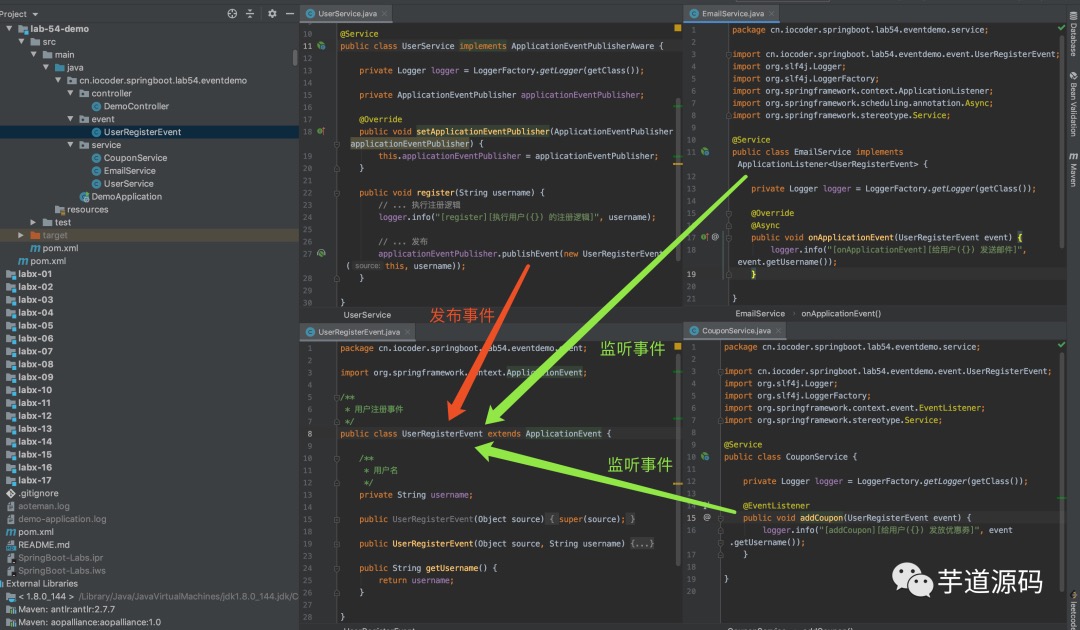 Project
lab-54-demo
src
main
java
cn.iocoder.springboot.lab54.eventdemo
controller
DemoController
event
UserRegisterEvent
service
CouponService
EmailService
UserService
DemoApplication
resources
test
target
pom.xml
pom.xml
labx-01
labx-02
labx-03
labx-04
labx-05
labx-06
labx-07
labx-08
labx-09
labx-10
labx-11
labx-12
labx-13
labx-14
labx-15
labx-16
labx-17
.gitignore
aoteman.log
demo-application.log
pom.xml
README.md
SpringBoot-Labs.ipr
SpringBoot-Labs.iws
External Libraries
< 1.8.0_144 > /Library/Java/JavaVirtualMachines/jdk1.8.0_144.jdk/C
Maven: antlr:antlr:2.7.7
Maven: aopalliance:aopalliance:1.0
UserService.java
10 @Service
11 public class UserService implements ApplicationEventPublisherAware {
12
13 private Logger logger = LoggerFactory.getLogger(getClass());
14
15 private ApplicationEventPublisher applicationEventPublisher;
16
17 @Override
18 public void setApplicationEventPublisher(ApplicationEventPublisher
applicationEventPublisher) {
19 this.applicationEventPublisher = applicationEventPublisher;
20 }
21
22 public void register(String username) {
23 // ... 执行注册逻辑
24 logger.info("[register][执行用户({}) 的注册逻辑]", username);
25
26 // ... 发布
27 applicationEventPublisher.publishEvent(new UserRegisterEvent
( source: this, username));
28 }
29
30 }
UserService
EmailService.java
1 package cn.iocoder.springboot.lab54.eventdemo.service;
2
3 import cn.iocoder.springboot.lab54.eventdemo.event.UserRegisterEvent;
4 import org.slf4j.Logger;
5 import org.slf4j.LoggerFactory;
6 import org.springframework.context.ApplicationListener;
7 import org.springframework.scheduling.annotation.Async;
8 import org.springframework.stereotype.Service;
9
10 @Service
11 public class EmailService implements
ApplicationListener<UserRegisterEvent> {
12
13 private Logger logger = LoggerFactory.getLogger(getClass());
14
15 @Override
16 @Async
17 public void onApplicationEvent(UserRegisterEvent event) {
18 logger.info("[onApplicationEvent][给用户({}) 发送邮件]",
event.getUsername());
19 }
20
21 }
EmailService › onApplicationEvent()
发布事件
监听事件
监听事件
UserRegisterEvent.java
1 package cn.iocoder.springboot.lab54.eventdemo.event;
2
3 import org.springframework.context.ApplicationEvent;
4
5 /**
6 * 用户注册事件
7 */
8 public class UserRegisterEvent extends ApplicationEvent {
9
10 /**
11 * 用户名
12 */
13 private String username;
14
15 public UserRegisterEvent(Object source) { super(source); }
18
19 public UserRegisterEvent(Object source, String username) {...}
23
24 public String getUsername() {
25 return username;
26 }
27
28 }
CouponService.java
1 package cn.iocoder.springboot.lab54.eventdemo.service;
2
3 import cn.iocoder.springboot.lab54.eventdemo.event.UserRegisterEvent;
4 import org.slf4j.Logger;
5 import org.slf4j.LoggerFactory;
6 import org.springframework.context.event.EventListener;
7 import org.springframework.stereotype.Service;
8
9 @Service
10 public class CouponService {
11
12 private Logger logger = LoggerFactory.getLogger(getClass());
13
14 @EventListener
15 public void addCoupon(UserRegisterEvent event) {
16 logger.info("[addCoupon][给用户({}) 发放优惠劵]", event
.getUsername());
17 }
18
19 }
20
Database
Bean Validation
Maven
leetcode
芋道源码